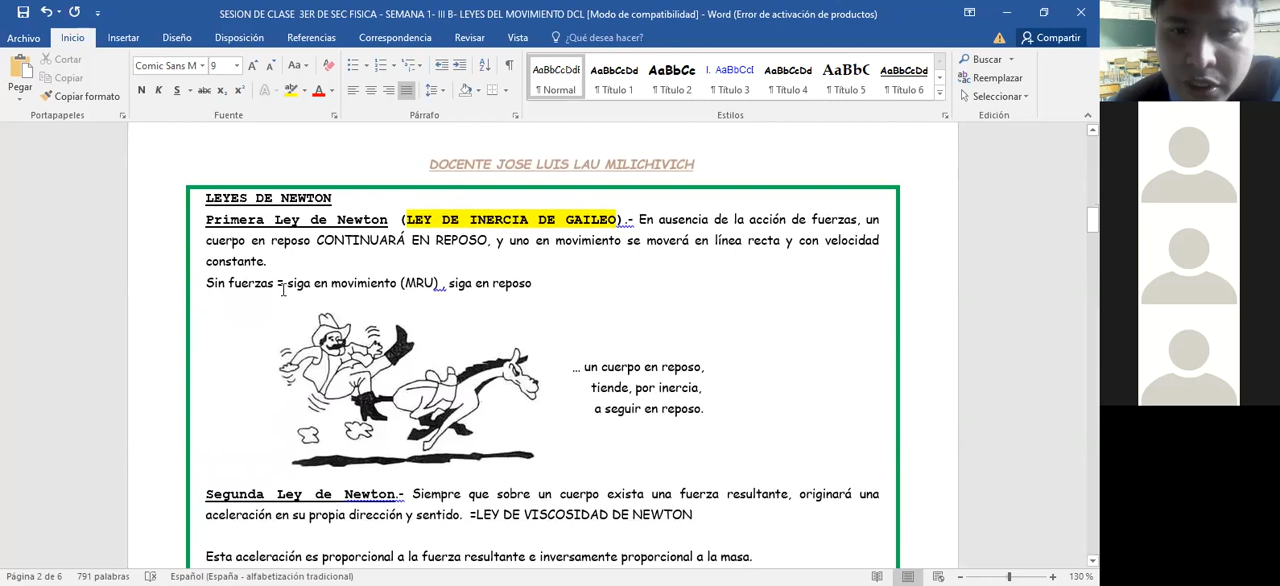 SESION DE CLASE 3ER DE SEC FISICA - SEMANA 1- III B- LEYES DEL MOVIMIENTO DCL [Modo de compatibilidad] - Word (Error de activación de productos)
Archivo Inicio Insertar Diseño Disposición Referencias Correspondencia Revisar Vista ¿Qué desea hacer? Compartir
Pegar
Cortar
Copiar
Copiar formato
Portapapeles
Comic Sans M 9 Aa
N K S abc x₂ x² A
Fuente
Párrafo
AaBbCcDdE AaBbCcDd AaBbCc I. AaBbCcI AaBbCcDd AaBbC AaBbCcDd
¶ Normal ¶ Título 1 ¶ Título 2 ¶ Título 3 ¶ Título 4 ¶ Título 5 ¶ Título 6
Estilos
Buscar
Reemplazar
Seleccionar
Edición
DOCENTE JOSE LUIS LAU MILICHIVICH
LEYES DE NEWTON
Primera Ley de Newton (LEY DE INERCIA DE GAILEO).- En ausencia de la acción de fuerzas, un
cuerpo en reposo CONTINUARÁ EN REPOSO, y uno en movimiento se moverá en línea recta y con velocidad
constante.
Sin fuerzas = siga en movimiento (MRU) , siga en reposo
... un cuerpo en reposo,
tiende, por inercia,
a seguir en reposo.
Segunda Ley de Newton.- Siempre que sobre un cuerpo exista una fuerza resultante, originará una
aceleración en su propia dirección y sentido. =LEY DE VISCOSIDAD DE NEWTON
Esta aceleración es proporcional a la fuerza resultante e inversamente proporcional a la masa.
Página 2 de 6 791 palabras Español (España - alfabetización tradicional) 130 %